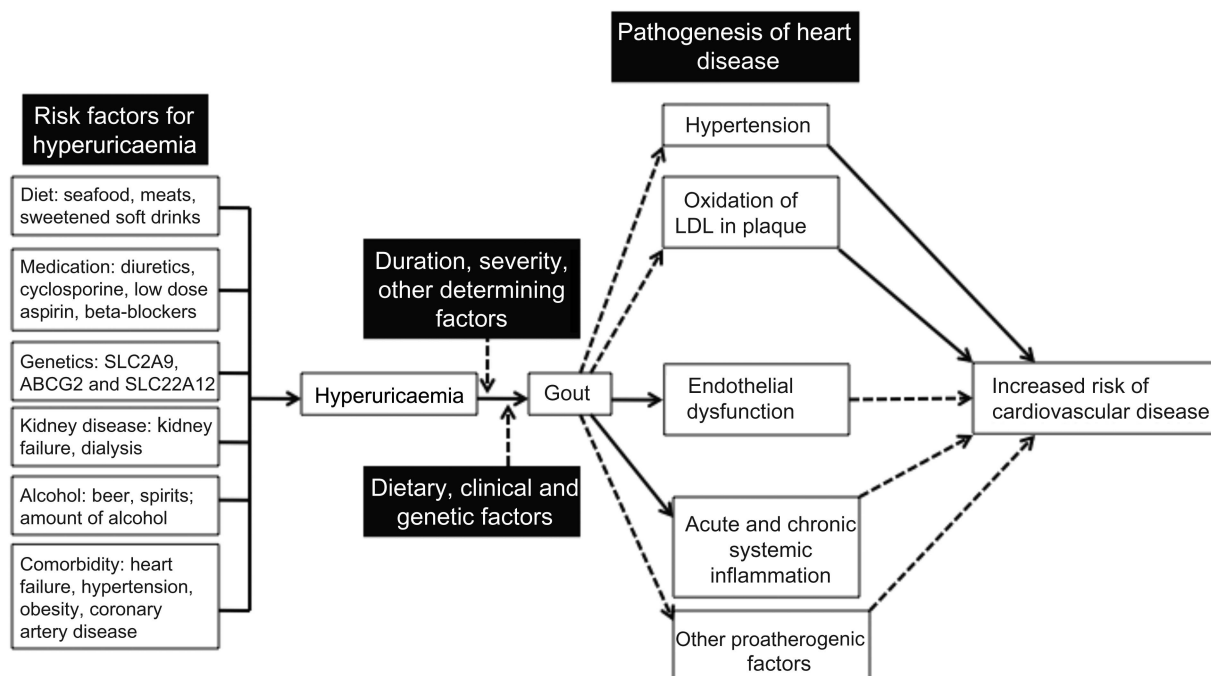 Pathogenesis of heart
disease
Risk factors for
hyperuricaemia
Diet: seafood, meats,
sweetened soft drinks
Medication: diuretics,
cyclosporine, low dose
aspirin, beta-blockers
Genetics: SLC2A9,
ABCG2 and SLC22A12
Kidney disease: kidney
failure, dialysis
Alcohol: beer, spirits;
amount of alcohol
Comorbidity: heart
failure, hypertension,
obesity, coronary
artery disease
Hyperuricaemia
Duration, severity,
other determining
factors
Dietary, clinical and
genetic factors
Gout
Hypertension
Oxidation of
LDL in plaque
Endothelial
dysfunction
Acute and chronic
systemic
inflammation
Other proatherogenic
factors
Increased risk of
cardiovascular disease